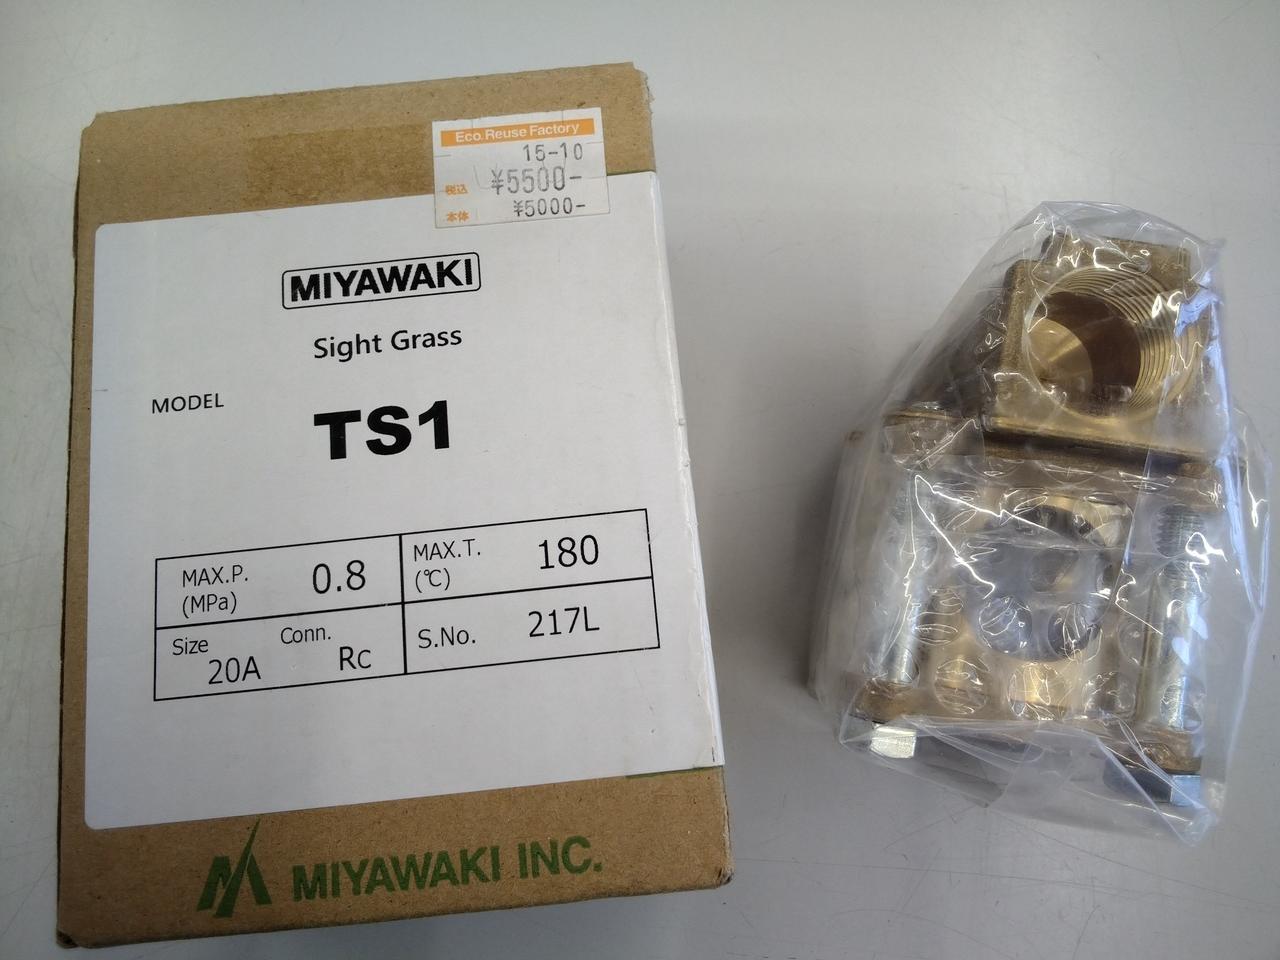 Eco.Reuse Factory
15-10
税込 ¥5500-
本体 ¥5000-
MIYAWAKI
Sight Grass
MODEL
TS1
MAX.P. (MPa) 0.8
MAX.T. (℃) 180
Size 20A Conn. Rc
S.No. 217L
MIYAWAKI INC.